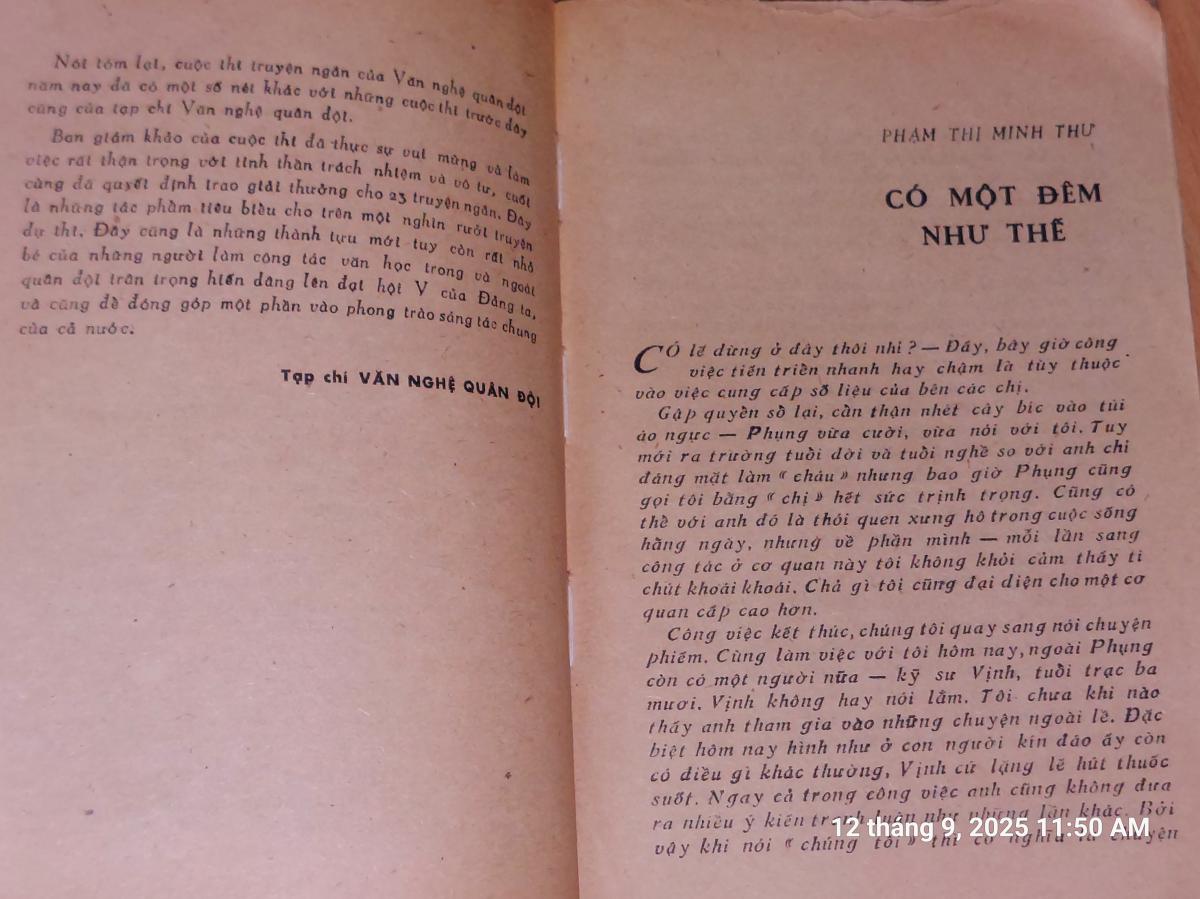 Nói tóm lại, cuộc thi truyện ngắn của Văn nghệ quân đội
năm nay đã có một số nét khác với những cuộc thi trước đây
cũng của tạp chí Văn nghệ quân đội.
Ban giám khảo của cuộc thi đã thực sự vui mừng và làm
việc rất thận trọng với tinh thần trách nhiệm và vô tư, cuối
cùng đã quyết định trao giải thưởng cho 23 truyện ngắn. Đây
là những tác phẩm tiêu biểu cho trên một nghìn rưởi truyện
dự thi. Đây cũng là những thành tựu mới tuy còn rất nhỏ
bé của những người làm công tác văn học trong và ngoài
quân đội trân trọng hiến dâng lên đại hội V của Đảng ta,
và cũng để đóng góp một phần vào phong trào sáng tác chung
của cả nước.
Tạp chí VĂN NGHỆ QUÂN ĐỘI
PHẠM THỊ MINH THƯ
CÓ MỘT ĐÊM
NHƯ THẾ
CÓ lẽ dừng ở đây thôi nhỉ? — Đấy, bây giờ công
việc tiến triển nhanh hay chậm là tùy thuộc
vào việc cung cấp số liệu của bên các chị.
Gập quyển sổ lại, cẩn thận nhét cây bic vào túi
áo ngực — Phụng vừa cười, vừa nói với tôi. Tuy
mới ra trường tuổi đời và tuổi nghề so với anh chỉ
đáng mặt làm « cháu » nhưng bao giờ Phụng cũng
gọi tôi bằng « chị » hết sức trịnh trọng. Cũng có
thể với anh đó là thói quen xưng hô trong cuộc sống
hằng ngày, nhưng về phần mình — mỗi lần sang
công tác ở cơ quan này tôi không khỏi cảm thấy tí
chút khoái khoái. Chả gì tôi cũng đại diện cho một cơ
quan cấp cao hơn.
Công việc kết thúc, chúng tôi quay sang nói chuyện
phiếm. Cùng làm việc với tôi hôm nay, ngoài Phụng
còn có một người nữa — kỹ sư Vịnh, tuổi trạc ba
mươi. Vịnh không hay nói lắm. Tôi chưa khi nào
thấy anh tham gia vào những chuyện ngoài lề. Đặc
biệt hôm nay hình như ở con người kín đáo ấy còn
có điều gì khác thường, Vịnh cứ lặng lẽ hút thuốc
suốt. Ngay cả trong công việc anh cũng không đưa
ra nhiều ý kiến tranh luận như những lần khác. Bởi
vậy khi nói « chúng tôi » thì có nghĩa là chuyện
12 tháng 9, 2025 11:50 AM